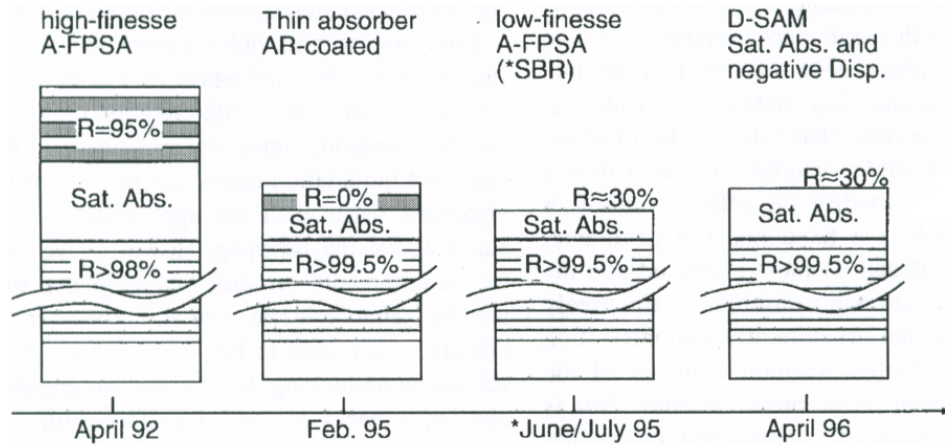 high-finesse
A-FPSA
R=95%
Sat. Abs.
R>98%
April 92
Thin absorber
AR-coated
R=0%
Sat. Abs.
R>99.5%
Feb. 95
low-finesse
A-FPSA
(*SBR)
R≈30%
Sat. Abs.
R>99.5%
*June/July 95
D-SAM
Sat. Abs. and
negative Disp.
R≈30%
Sat. Abs.
R>99.5%
April 96